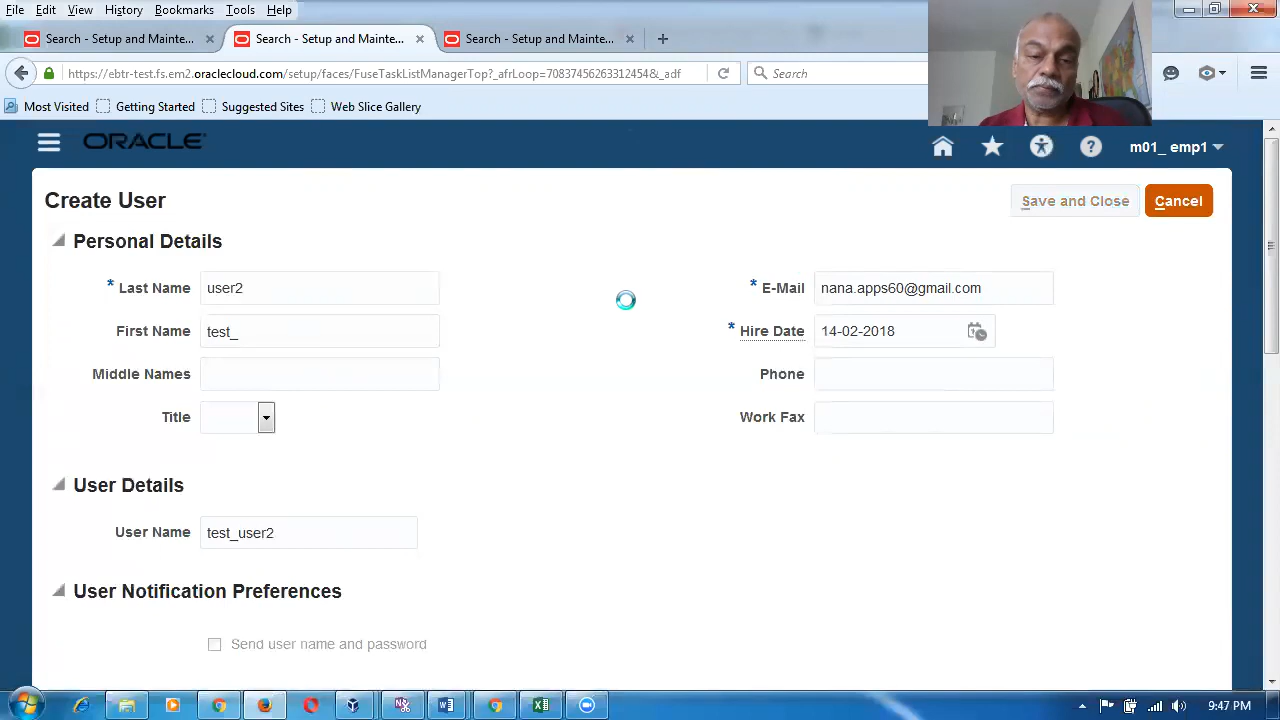 File Edit View History Bookmarks Tools Help
Search - Setup and Mainte... × Search - Setup and Mainte... × Search - Setup and Mainte... × +
https://ebtr-test.fs.em2.oraclecloud.com/setup/faces/FuseTaskListManagerTop?_afrLoop=70837456263312454&_adf Search
Most Visited Getting Started Suggested Sites Web Slice Gallery
ORACLE m01_ emp1
Create User Save and Close Cancel
Personal Details
* Last Name user2 * E-Mail nana.apps60@gmail.com
First Name test_ * Hire Date 14-02-2018
Middle Names Phone
Title Work Fax
User Details
User Name test_user2
User Notification Preferences
Send user name and password
9:47 PM